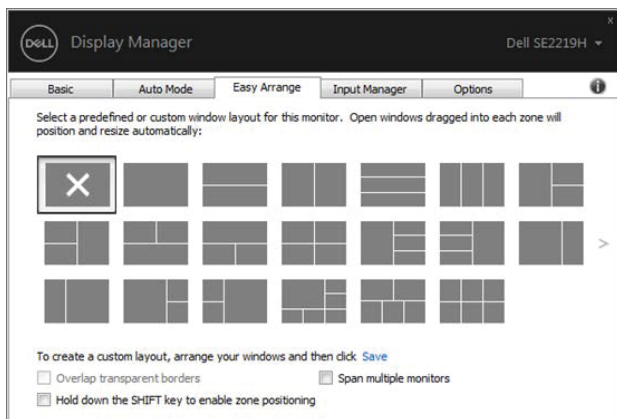 DELL Display Manager Dell SE2219H
x
Basic Auto Mode Easy Arrange Input Manager Options
Select a predefined or custom window layout for this monitor. Open windows dragged into each zone will
position and resize automatically:
>
To create a custom layout, arrange your windows and then click Save
Overlap transparent borders Span multiple monitors
Hold down the SHIFT key to enable zone positioning